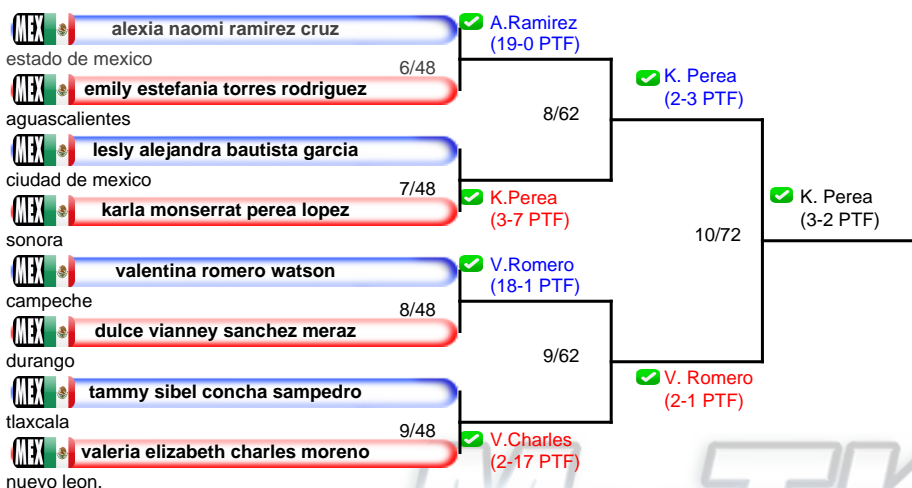 MEX alexia naomi ramirez cruz
A.Ramirez
(19-0 PTF)
estado de mexico
6/48
MEX emily estefania torres rodriguez
K. Perea
(2-3 PTF)
aguascalientes
8/62
MEX lesly alejandra bautista garcia
ciudad de mexico
7/48
MEX karla monserrat perea lopez
K.Perea
(3-7 PTF)
K. Perea
(3-2 PTF)
sonora
10/72
MEX valentina romero watson
V.Romero
(18-1 PTF)
campeche
8/48
MEX dulce vianney sanchez meraz
durango
9/62
MEX tammy sibel concha sampedro
V. Romero
(2-1 PTF)
tlaxcala
9/48
MEX valeria elizabeth charles moreno
V.Charles
(2-17 PTF)
nuevo leon.